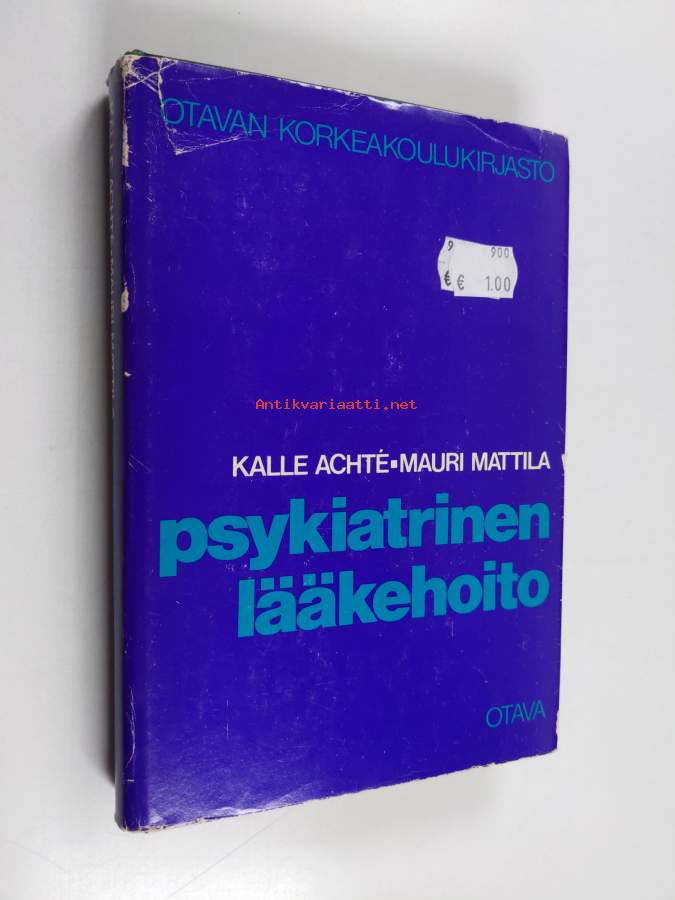 OTAVAN KORKEAKOULUKIRJASTO
9 900
€ € 1.00
Antikvariaatti.net
KALLE ACHTÉ▪MAURI MATTILA
psykiatrinen
lääkehoito
OTAVA